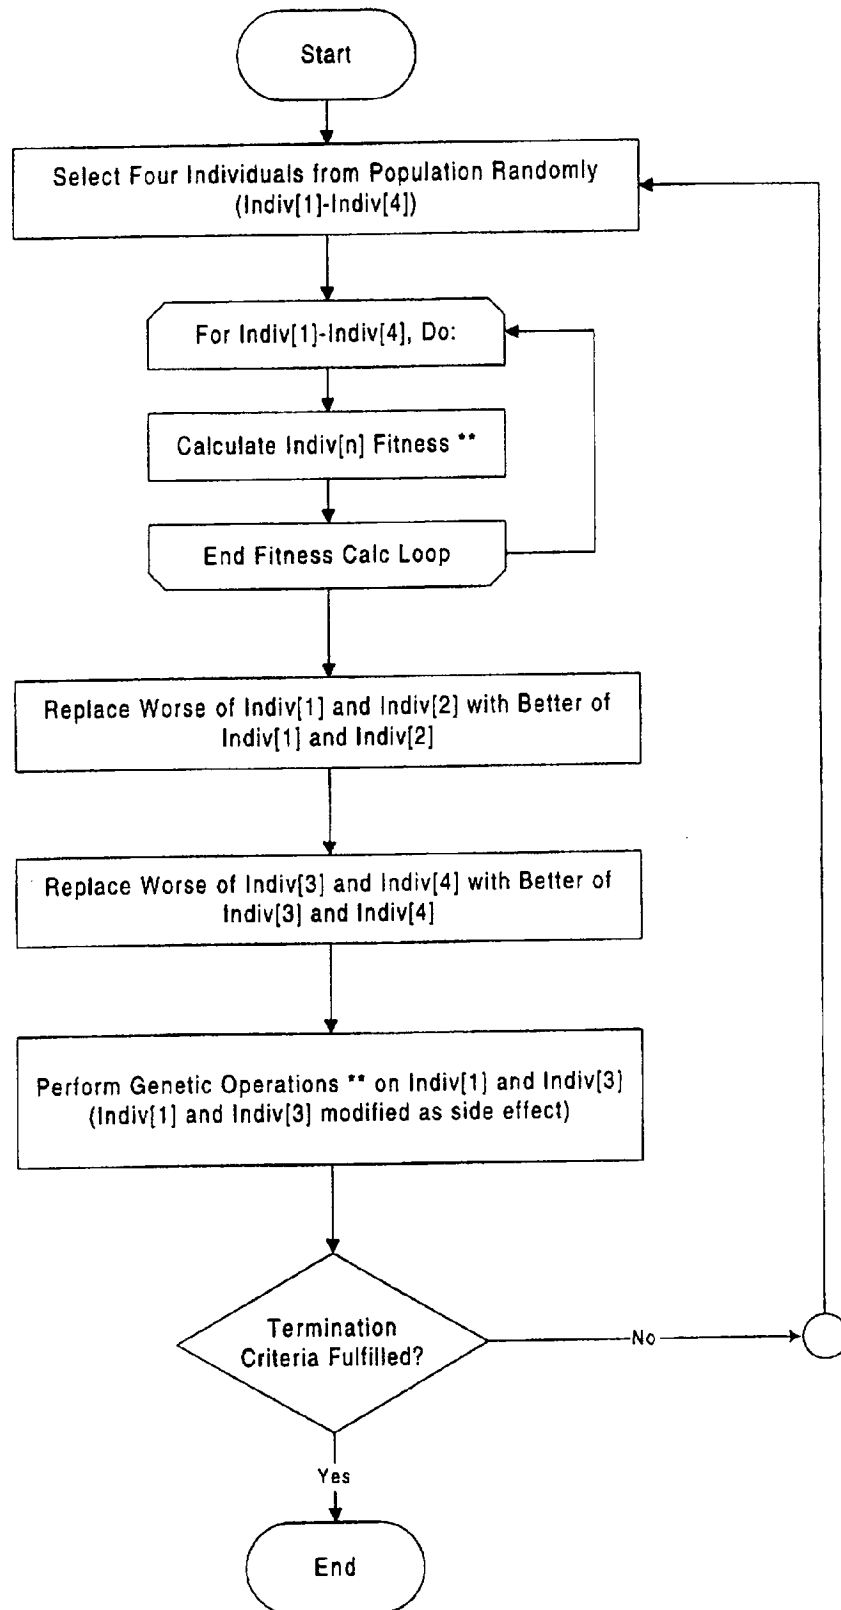 Start
Select Four Individuals from Population Randomly
(Indiv[1]-Indiv[4])
For Indiv[1]-Indiv[4], Do:
Calculate Indiv[n] Fitness **
End Fitness Calc Loop
Replace Worse of Indiv[1] and Indiv[2] with Better of
Indiv[1] and Indiv[2]
Replace Worse of Indiv[3] and Indiv[4] with Better of
Indiv[3] and Indiv[4]
Perform Genetic Operations ** on Indiv[1] and Indiv[3]
(Indiv[1] and Indiv[3] modified as side effect)
Termination
Criteria Fulfilled?
No
Yes
End